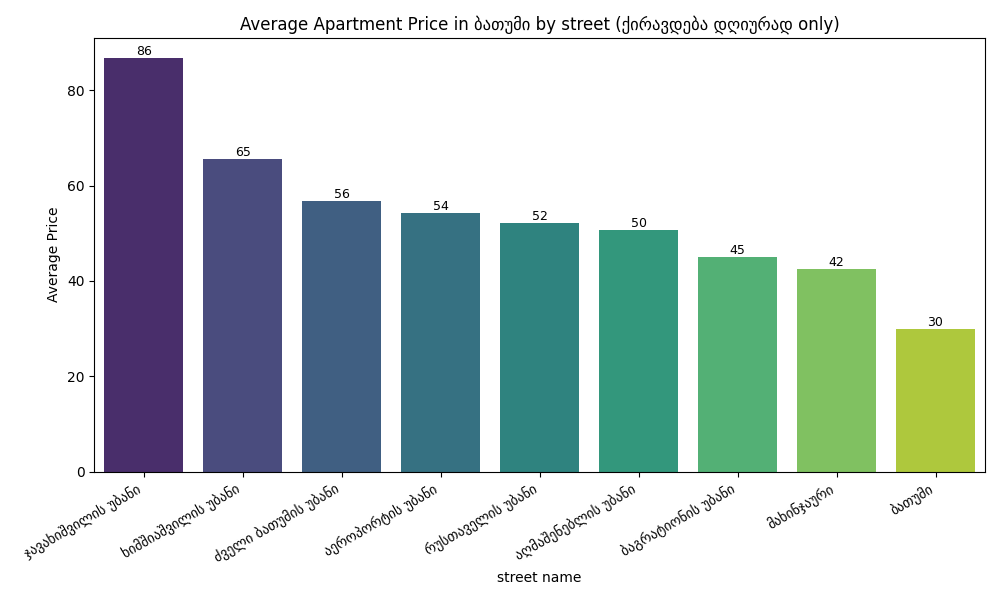 Average Apartment Price in ბათუმი by street (ქირავდება დღიურად only)
Average Price
80
60
40
20
0
86
65
56
54
52
50
45
42
30
ჯავახიშვილის უბანი
ხიმშიაშვილის უბანი
ძველი ბათუმის უბანი
აეროპორტის უბანი
რუსთაველის უბანი
აღმაშენებლის უბანი
ბაგრატიონის უბანი
მახინჯაური
ბათუმი
street name